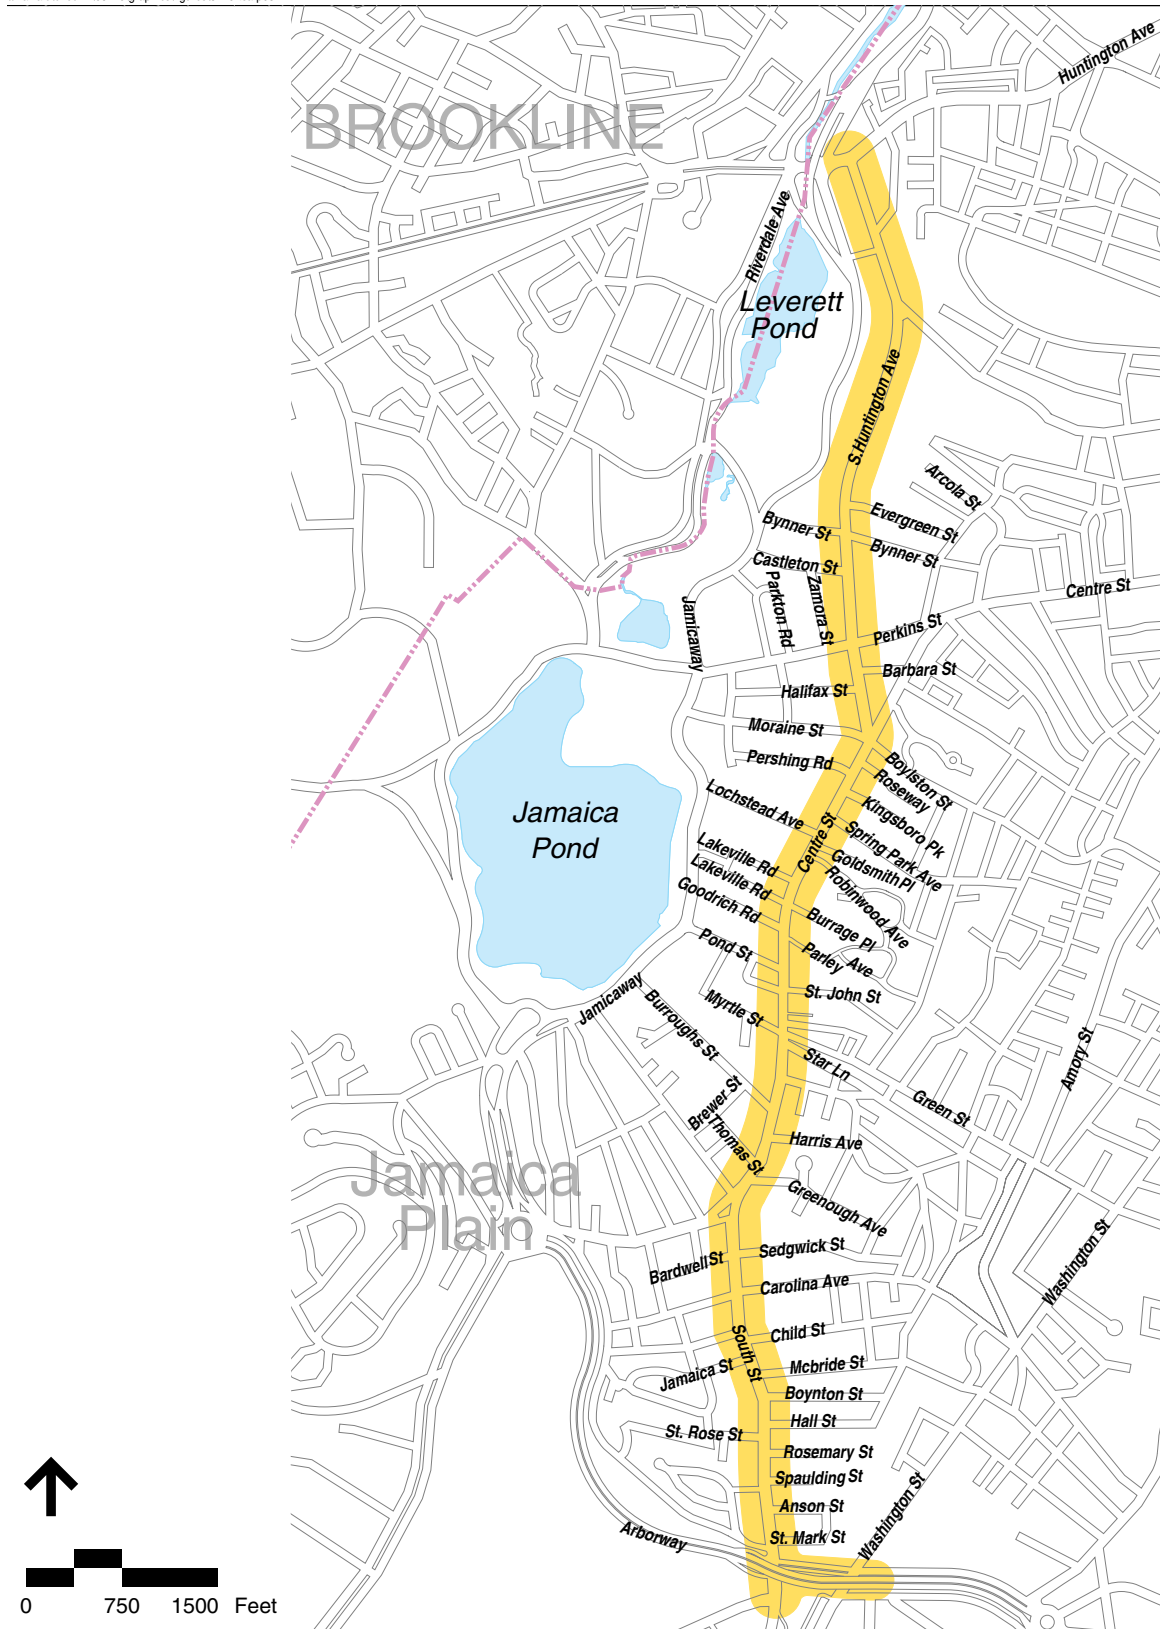 Huntington Ave
BROOKLINE
Riverdale Ave
Leverett
Pond
S.Huntington Ave
Arcola St
Evergreen St
Bynner St
Bynner St
Castleton St
Centre St
Parkton Rd
Zamora St
Jamicaway
Perkins St
Barbara St
Halifax St
Moraine St
Pershing Rd
Boylston St
Roseway
Lochstead Ave
Kingsboro Pk
Jamaica
Pond
Centre St
Spring Park Ave
Lakeville Rd
Goldsmith Pl
Lakeville Rd
Robinwood Ave
Goodrich Rd
Burrage Pl
Pond St
Parley Ave
St. John St
Jamicaway
Myrtle St
Burroughs St
Star Ln
Amory St
Green St
Brewer St
Thomas St
Harris Ave
Jamaica
Plain
Greenough Ave
Sedgwick St
Bardwell St
Washington St
Carolina Ave
Child St
South St
Jamaica St
Mcbride St
Boynton St
Hall St
St. Rose St
Rosemary St
Spaulding St
Anson St
Washington St
Arborway
St. Mark St
0 750 1500 Feet